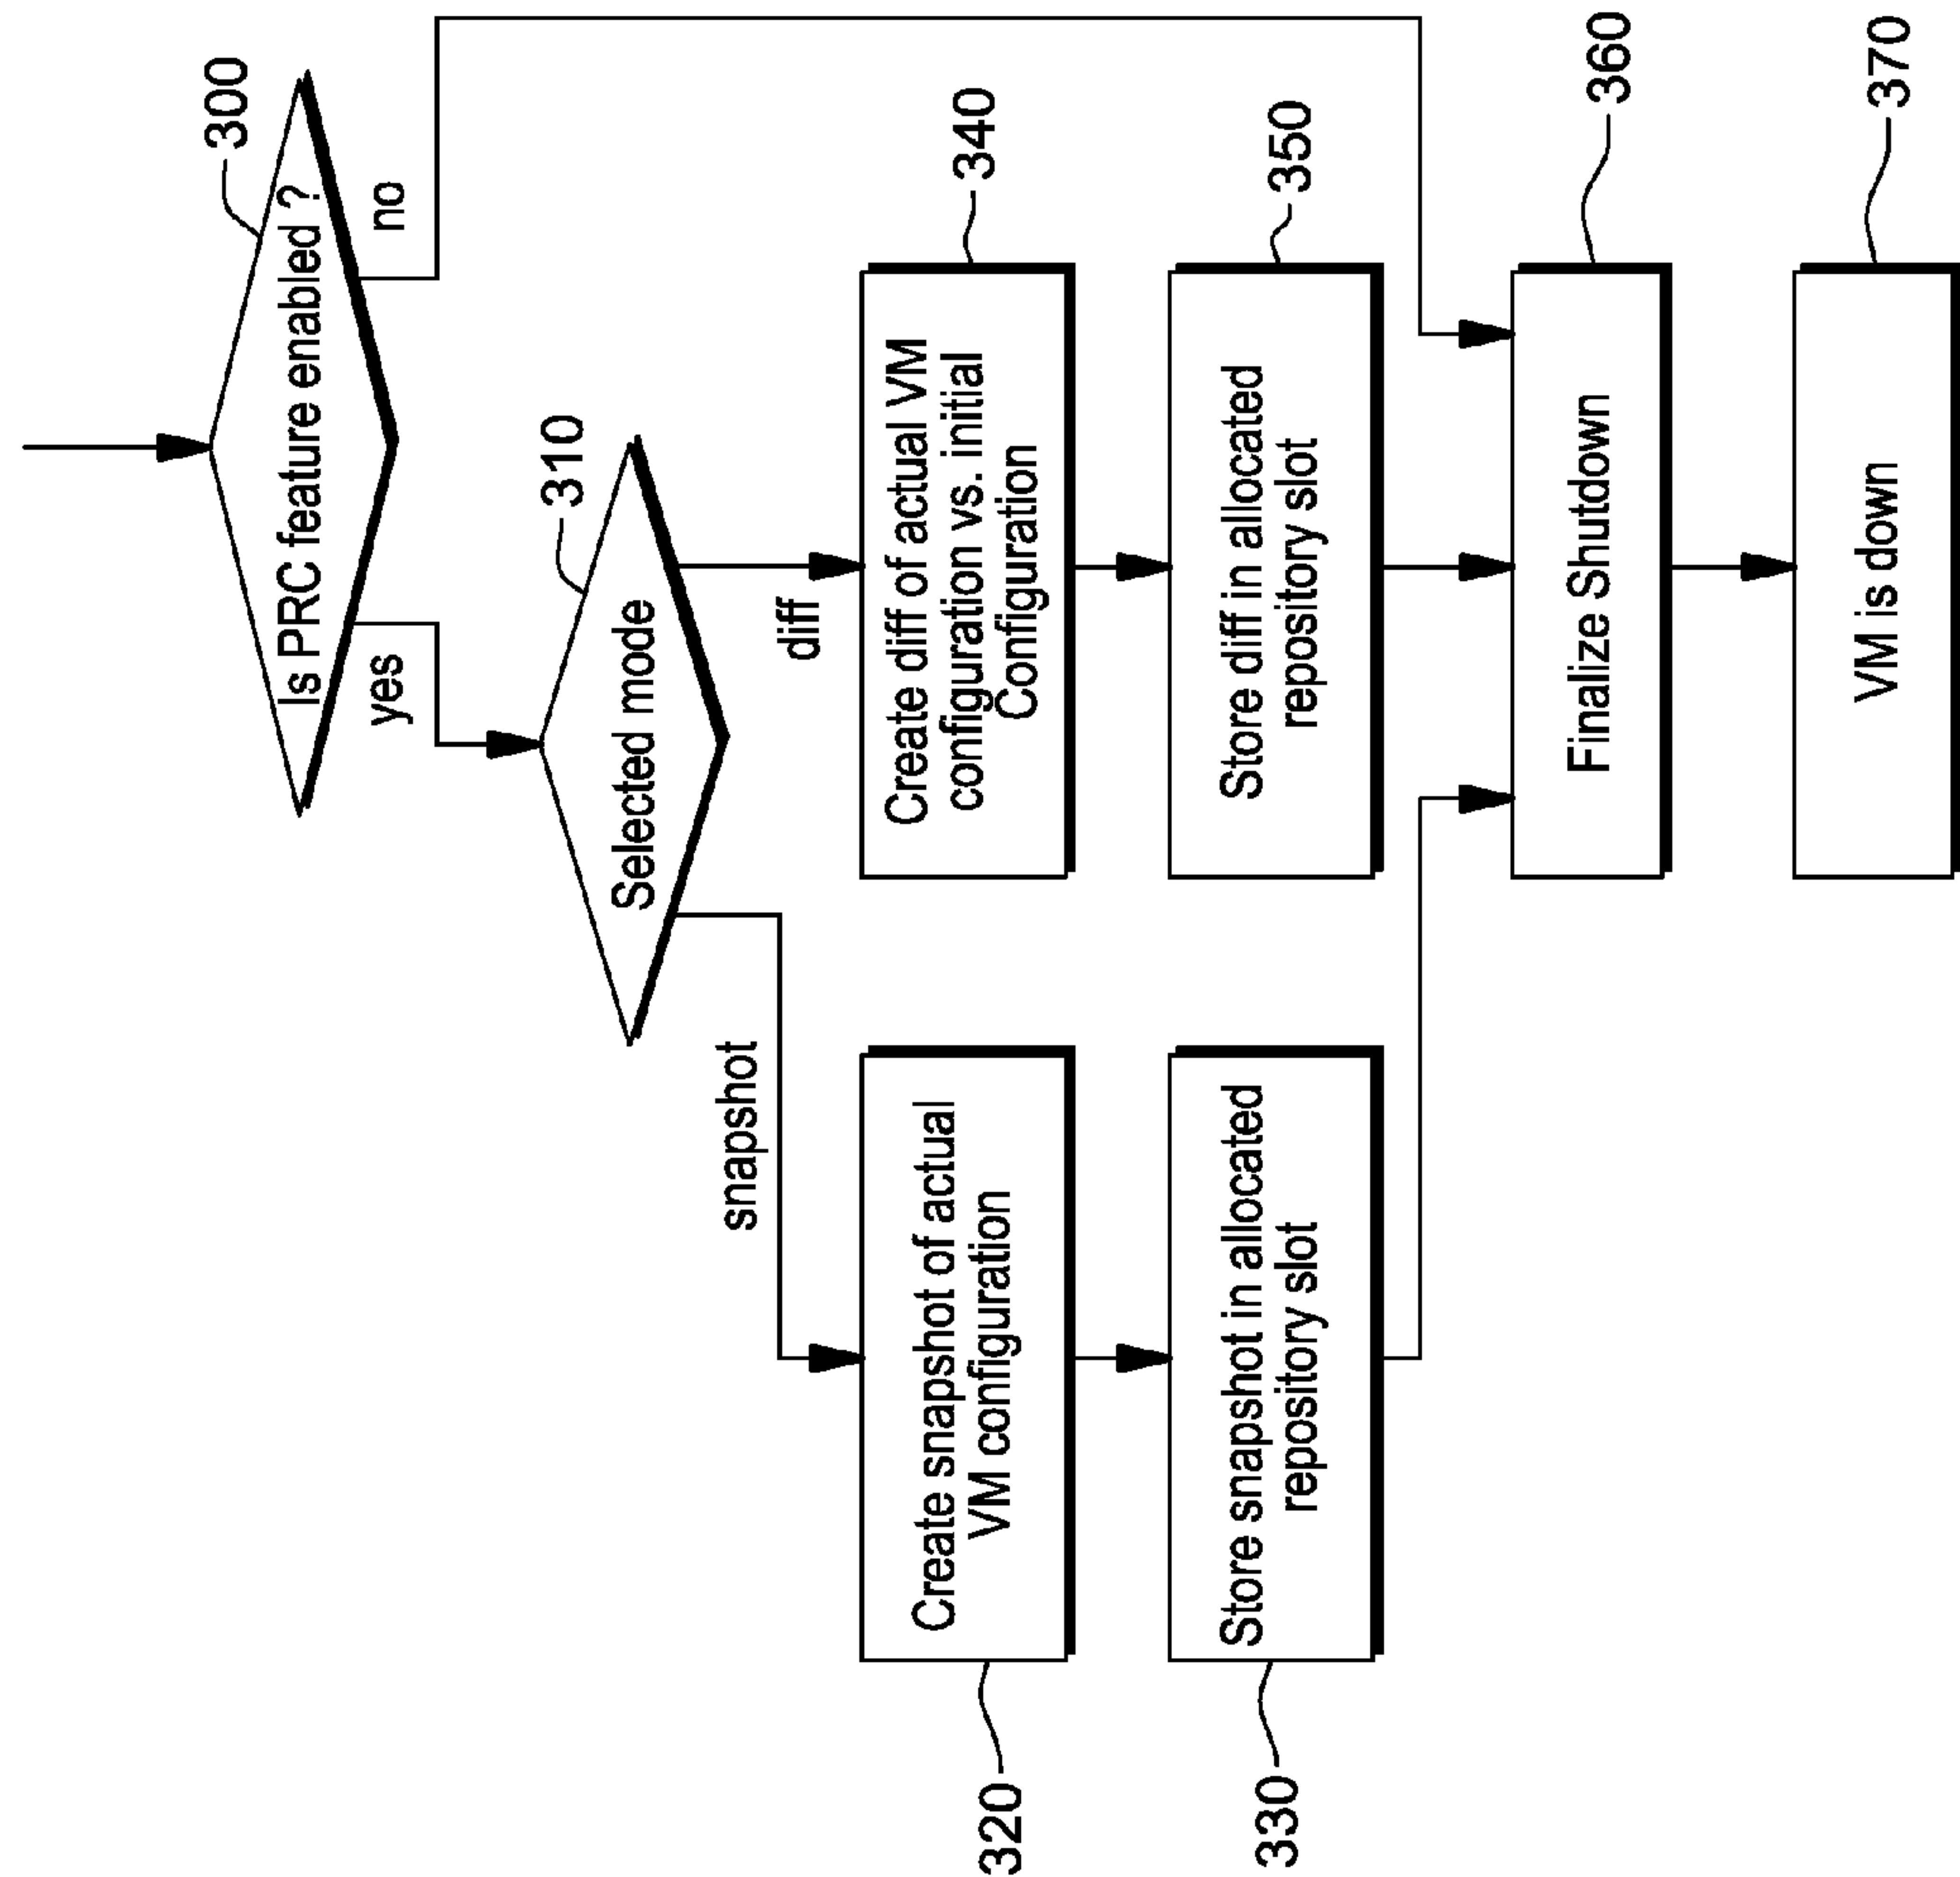 300
Is PRC feature enabled ?
yes
no
310
Selected mode
snapshot
diff
320
Create snapshot of actual
VM configuration
340
Create diff of actual VM
configuration vs. initial
Configuration
330
Store snapshot in allocated
repository slot
350
Store diff in allocated
repository slot
360
Finalize Shutdown
370
VM is down